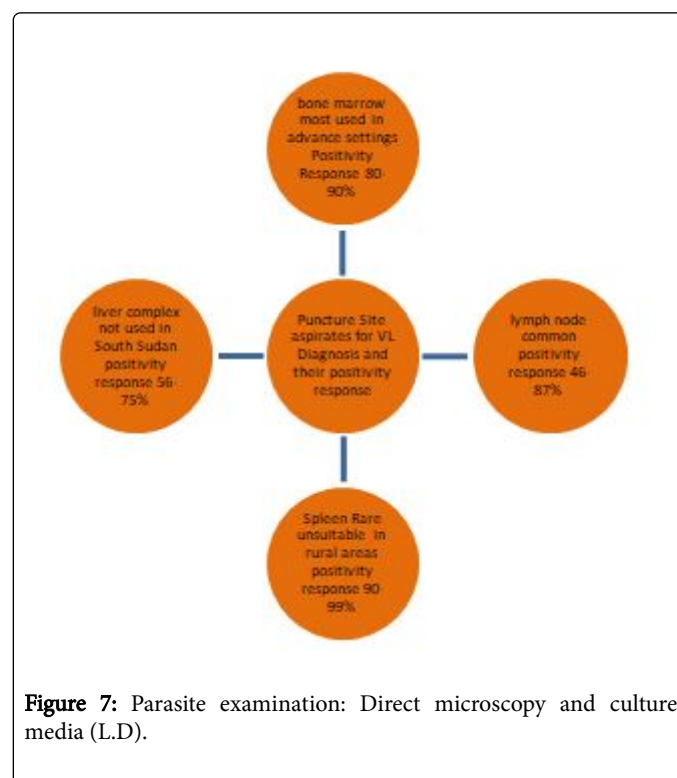 bone marrow
most used in
advance settings
Positivity
Response 80-
90%
liver complex
not used in
South Sudan
positivity
response 56-
75%
Puncture Site
aspirates for VL
Diagnosis and
their positivity
response
lymph node
common
positivity
response 46-
87%
Spleen Rare
unsuitable in
rural areas
positivity
response 90-
99%
Figure 7: Parasite examination: Direct microscopy and culture
media (L.D).